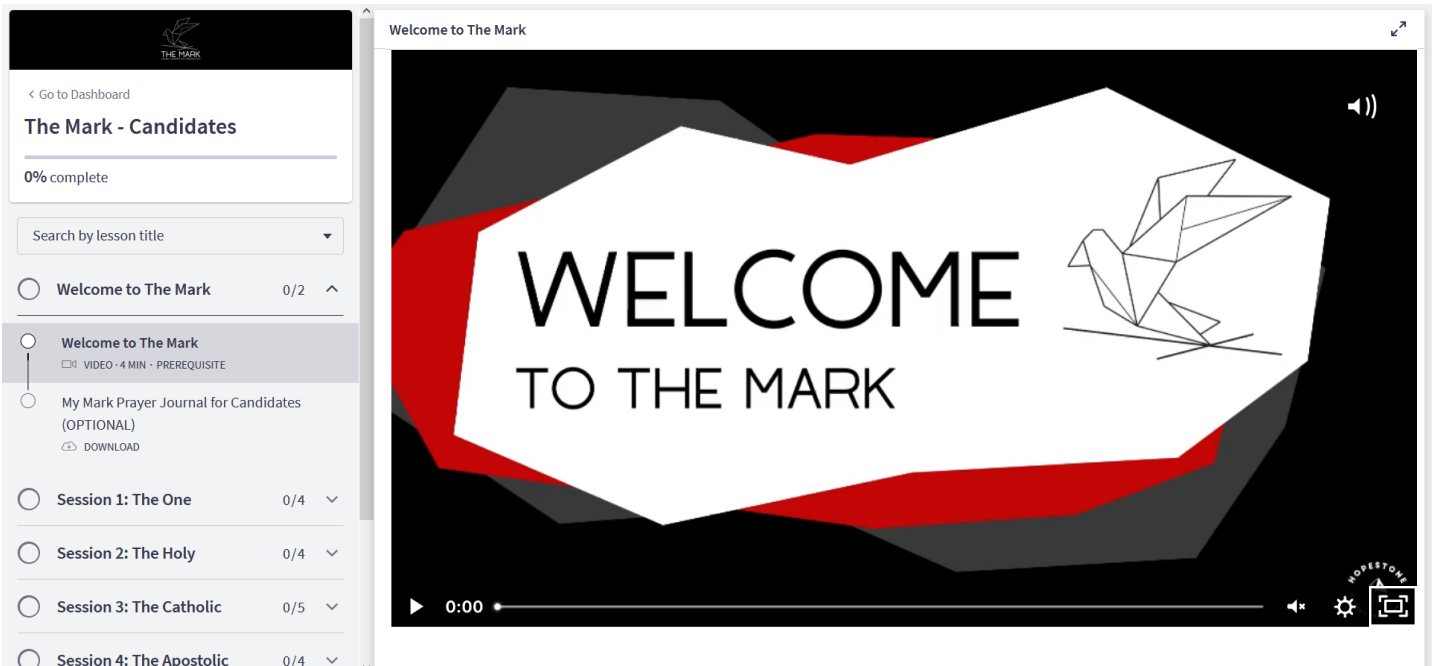 THE MARK
Go to Dashboard
The Mark - Candidates
0% complete
Search by lesson title
Welcome to The Mark 0/2
Welcome to The Mark
VIDEO · 4 MIN · PREREQUISITE
My Mark Prayer Journal for Candidates
(OPTIONAL)
DOWNLOAD
Session 1: The One 0/4
Session 2: The Holy 0/4
Session 3: The Catholic 0/5
Session 4: The Apostolic 0/4
Welcome to The Mark
WELCOME
TO THE MARK
HOPESTONE
0:00